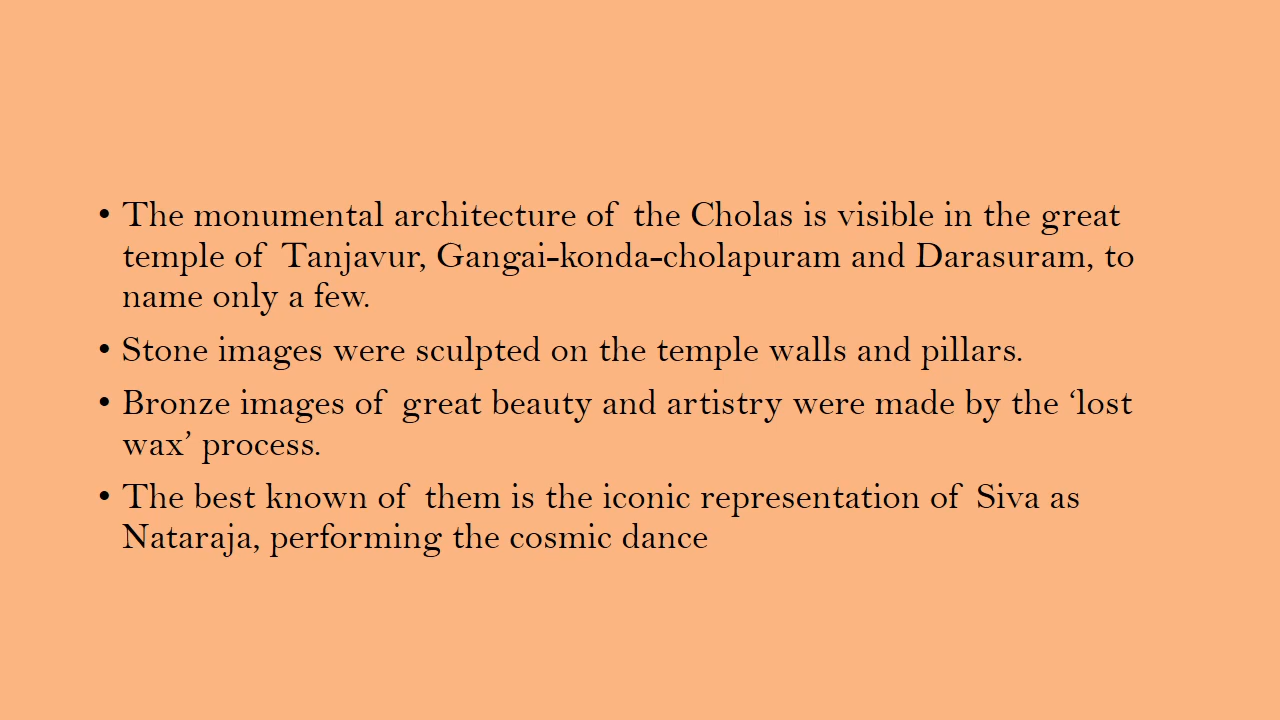 • The monumental architecture of the Cholas is visible in the great
temple of Tanjavur, Gangai-konda-cholapuram and Darasuram, to
name only a few.
• Stone images were sculpted on the temple walls and pillars.
• Bronze images of great beauty and artistry were made by the ‘lost
wax’ process.
• The best known of them is the iconic representation of Siva as
Nataraja, performing the cosmic dance